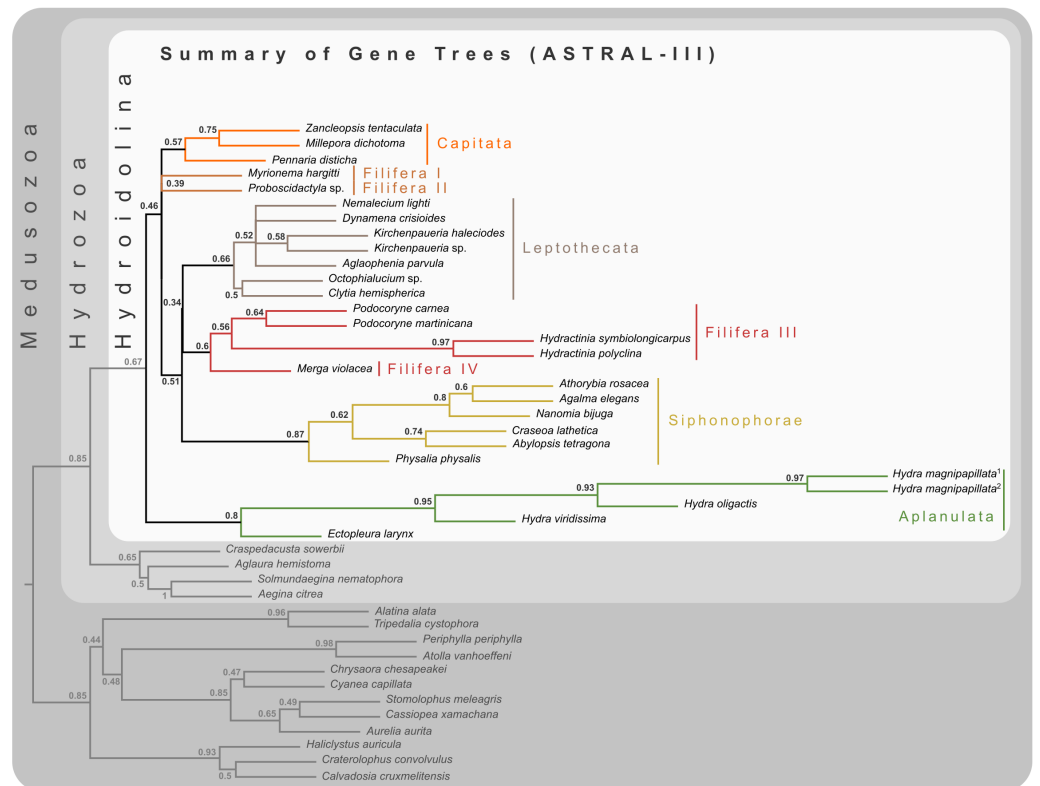 Summary of Gene Trees (ASTRAL-III)
Medusozoa
Hydrozoa
Hydroidolina
0.75
Zancleopsis tentaculata
0.57
Millepora dichotoma
Capitata
Pennaria disticha
Myrionema hargitti
Filifera I
0.39
Proboscidactyla sp.
Filifera II
0.46
Nemalecium lighti
Dynamena crisioides
0.52
0.58
Kirchenpaueria haleciodes
Kirchenpaueria sp.
Leptothecata
0.66
Aglaophenia parvula
Octophialucium sp.
0.5
Clytia hemispherica
0.34
0.64
Podocoryne carnea
0.56
Podocoryne martinicana
Filifera III
0.6
0.97
Hydractinia symbiolongicarpus
Hydractinia polyclina
0.67
Merga violacea
Filifera IV
0.51
0.6
Athorybia rosacea
0.8
Agalma elegans
0.62
Nanomia bijuga
Siphonophorae
0.87
0.74
Craseoa lathetica
Abylopsis tetragona
0.85
Physalia physalis
0.97
Hydra magnipapillata1
0.93
Hydra magnipapillata2
0.95
Hydra oligactis
0.8
Hydra viridissima
Aplanulata
Ectopleura larynx
0.65
Craspedacusta sowerbii
Aglaura hemistoma
0.5
Solmundaegina nematophora
1
Aegina citrea
0.96
Alatina alata
Tripedalia cystophora
0.44
0.98
Periphylla periphylla
Atolla vanhoeffeni
0.48
0.47
Chrysaora chesapeakei
Cyanea capillata
0.85
0.85
0.49
Stomolophus meleagris
0.65
Cassiopea xamachana
Aurelia aurita
0.93
Haliclystus auricula
Craterolophus convolvulus
0.5
Calvadosia cruxmelitensis